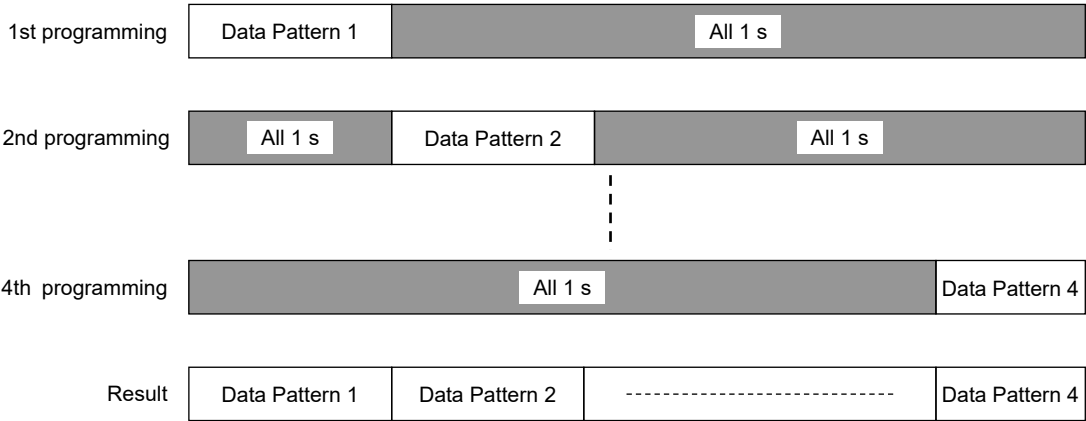 1st programming Data Pattern 1 All 1 s
2nd programming All 1 s Data Pattern 2 All 1 s
4th programming All 1 s Data Pattern 4
Result Data Pattern 1 Data Pattern 2 Data Pattern 4